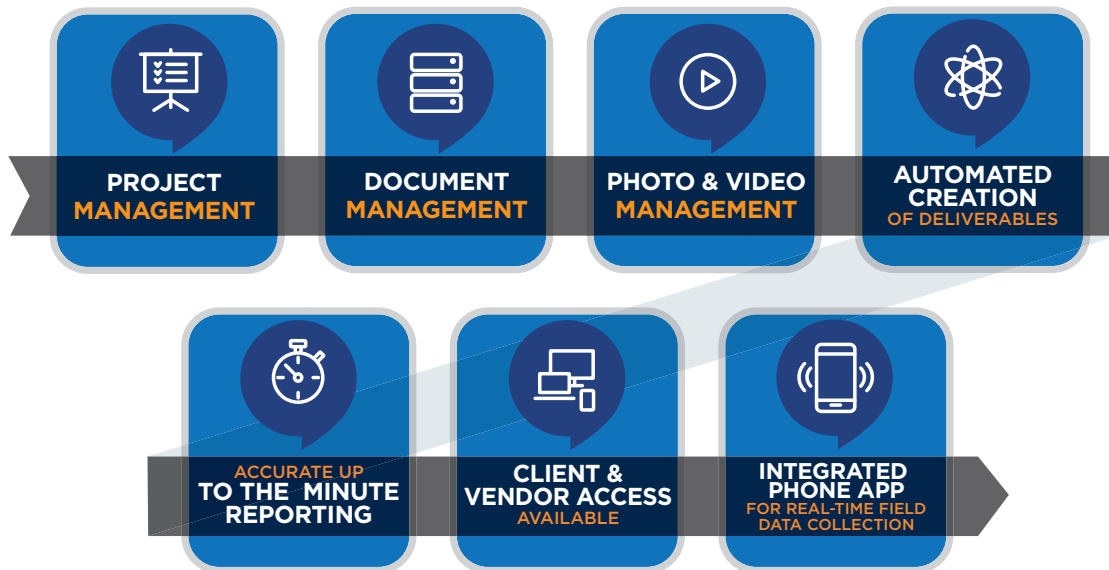 PROJECT
MANAGEMENT
DOCUMENT
MANAGEMENT
PHOTO & VIDEO
MANAGEMENT
AUTOMATED
CREATION
OF DELIVERABLES
ACCURATE UP
TO THE MINUTE
REPORTING
CLIENT &
VENDOR ACCESS
AVAILABLE
INTEGRATED
PHONE APP
FOR REAL-TIME FIELD
DATA COLLECTION